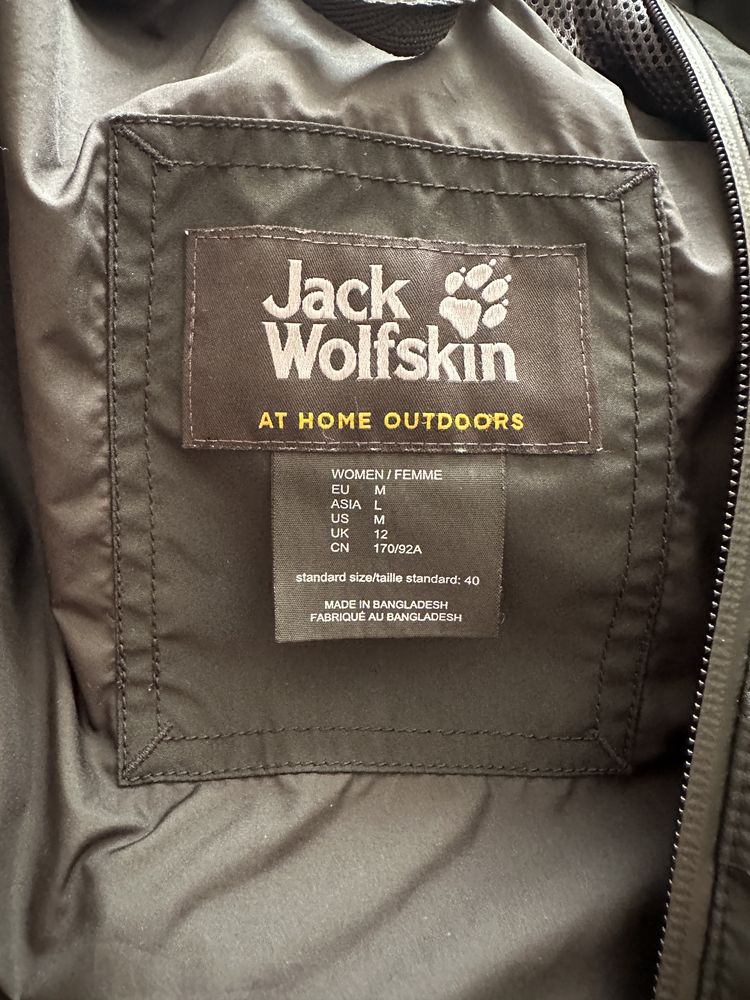 Jack
Wolfskin
AT HOME OUTDOORS
WOMEN / FEMME
EU M
ASIA L
US M
UK 12
CN 170/92A
standard size/taille standard: 40
MADE IN BANGLADESH
FABRIQUÉ AU BANGLADESH